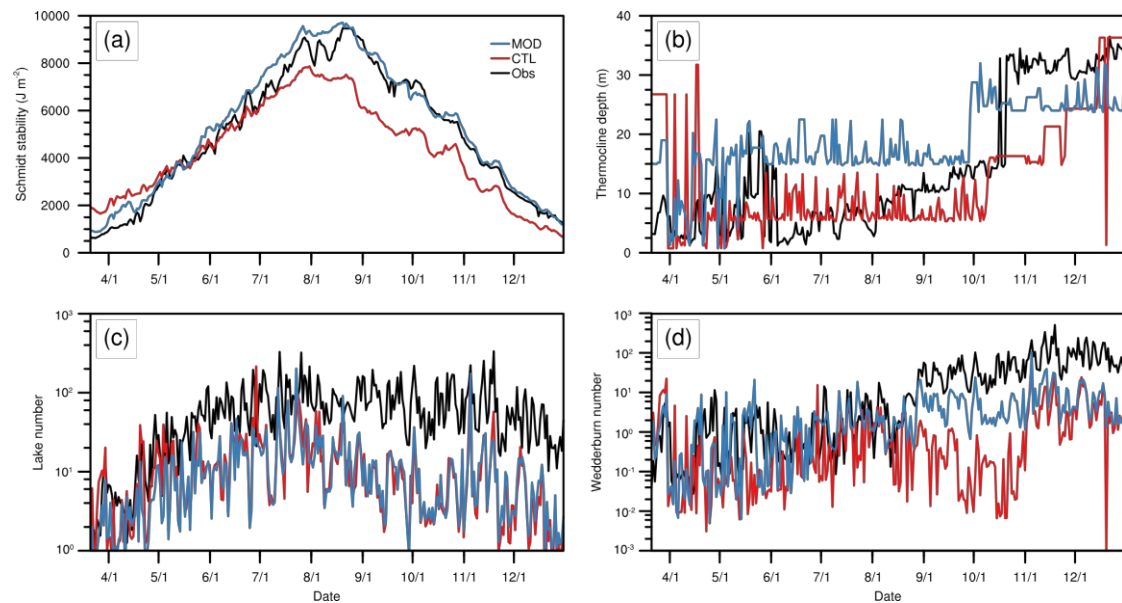 (a)
Schmidt stability (J m⁻²)
10000
8000
6000
4000
2000
0
MOD
CTL
Obs
4/1 5/1 6/1 7/1 8/1 9/1 10/1 11/1 12/1
(b)
Thermocline depth (m)
40
30
20
10
0
4/1 5/1 6/1 7/1 8/1 9/1 10/1 11/1 12/1
(c)
Lake number
10³
10²
10¹
10⁰
4/1 5/1 6/1 7/1 8/1 9/1 10/1 11/1 12/1
Date
(d)
Wedderburn number
10³
10²
10¹
10⁰
10⁻¹
10⁻²
10⁻³
4/1 5/1 6/1 7/1 8/1 9/1 10/1 11/1 12/1
Date